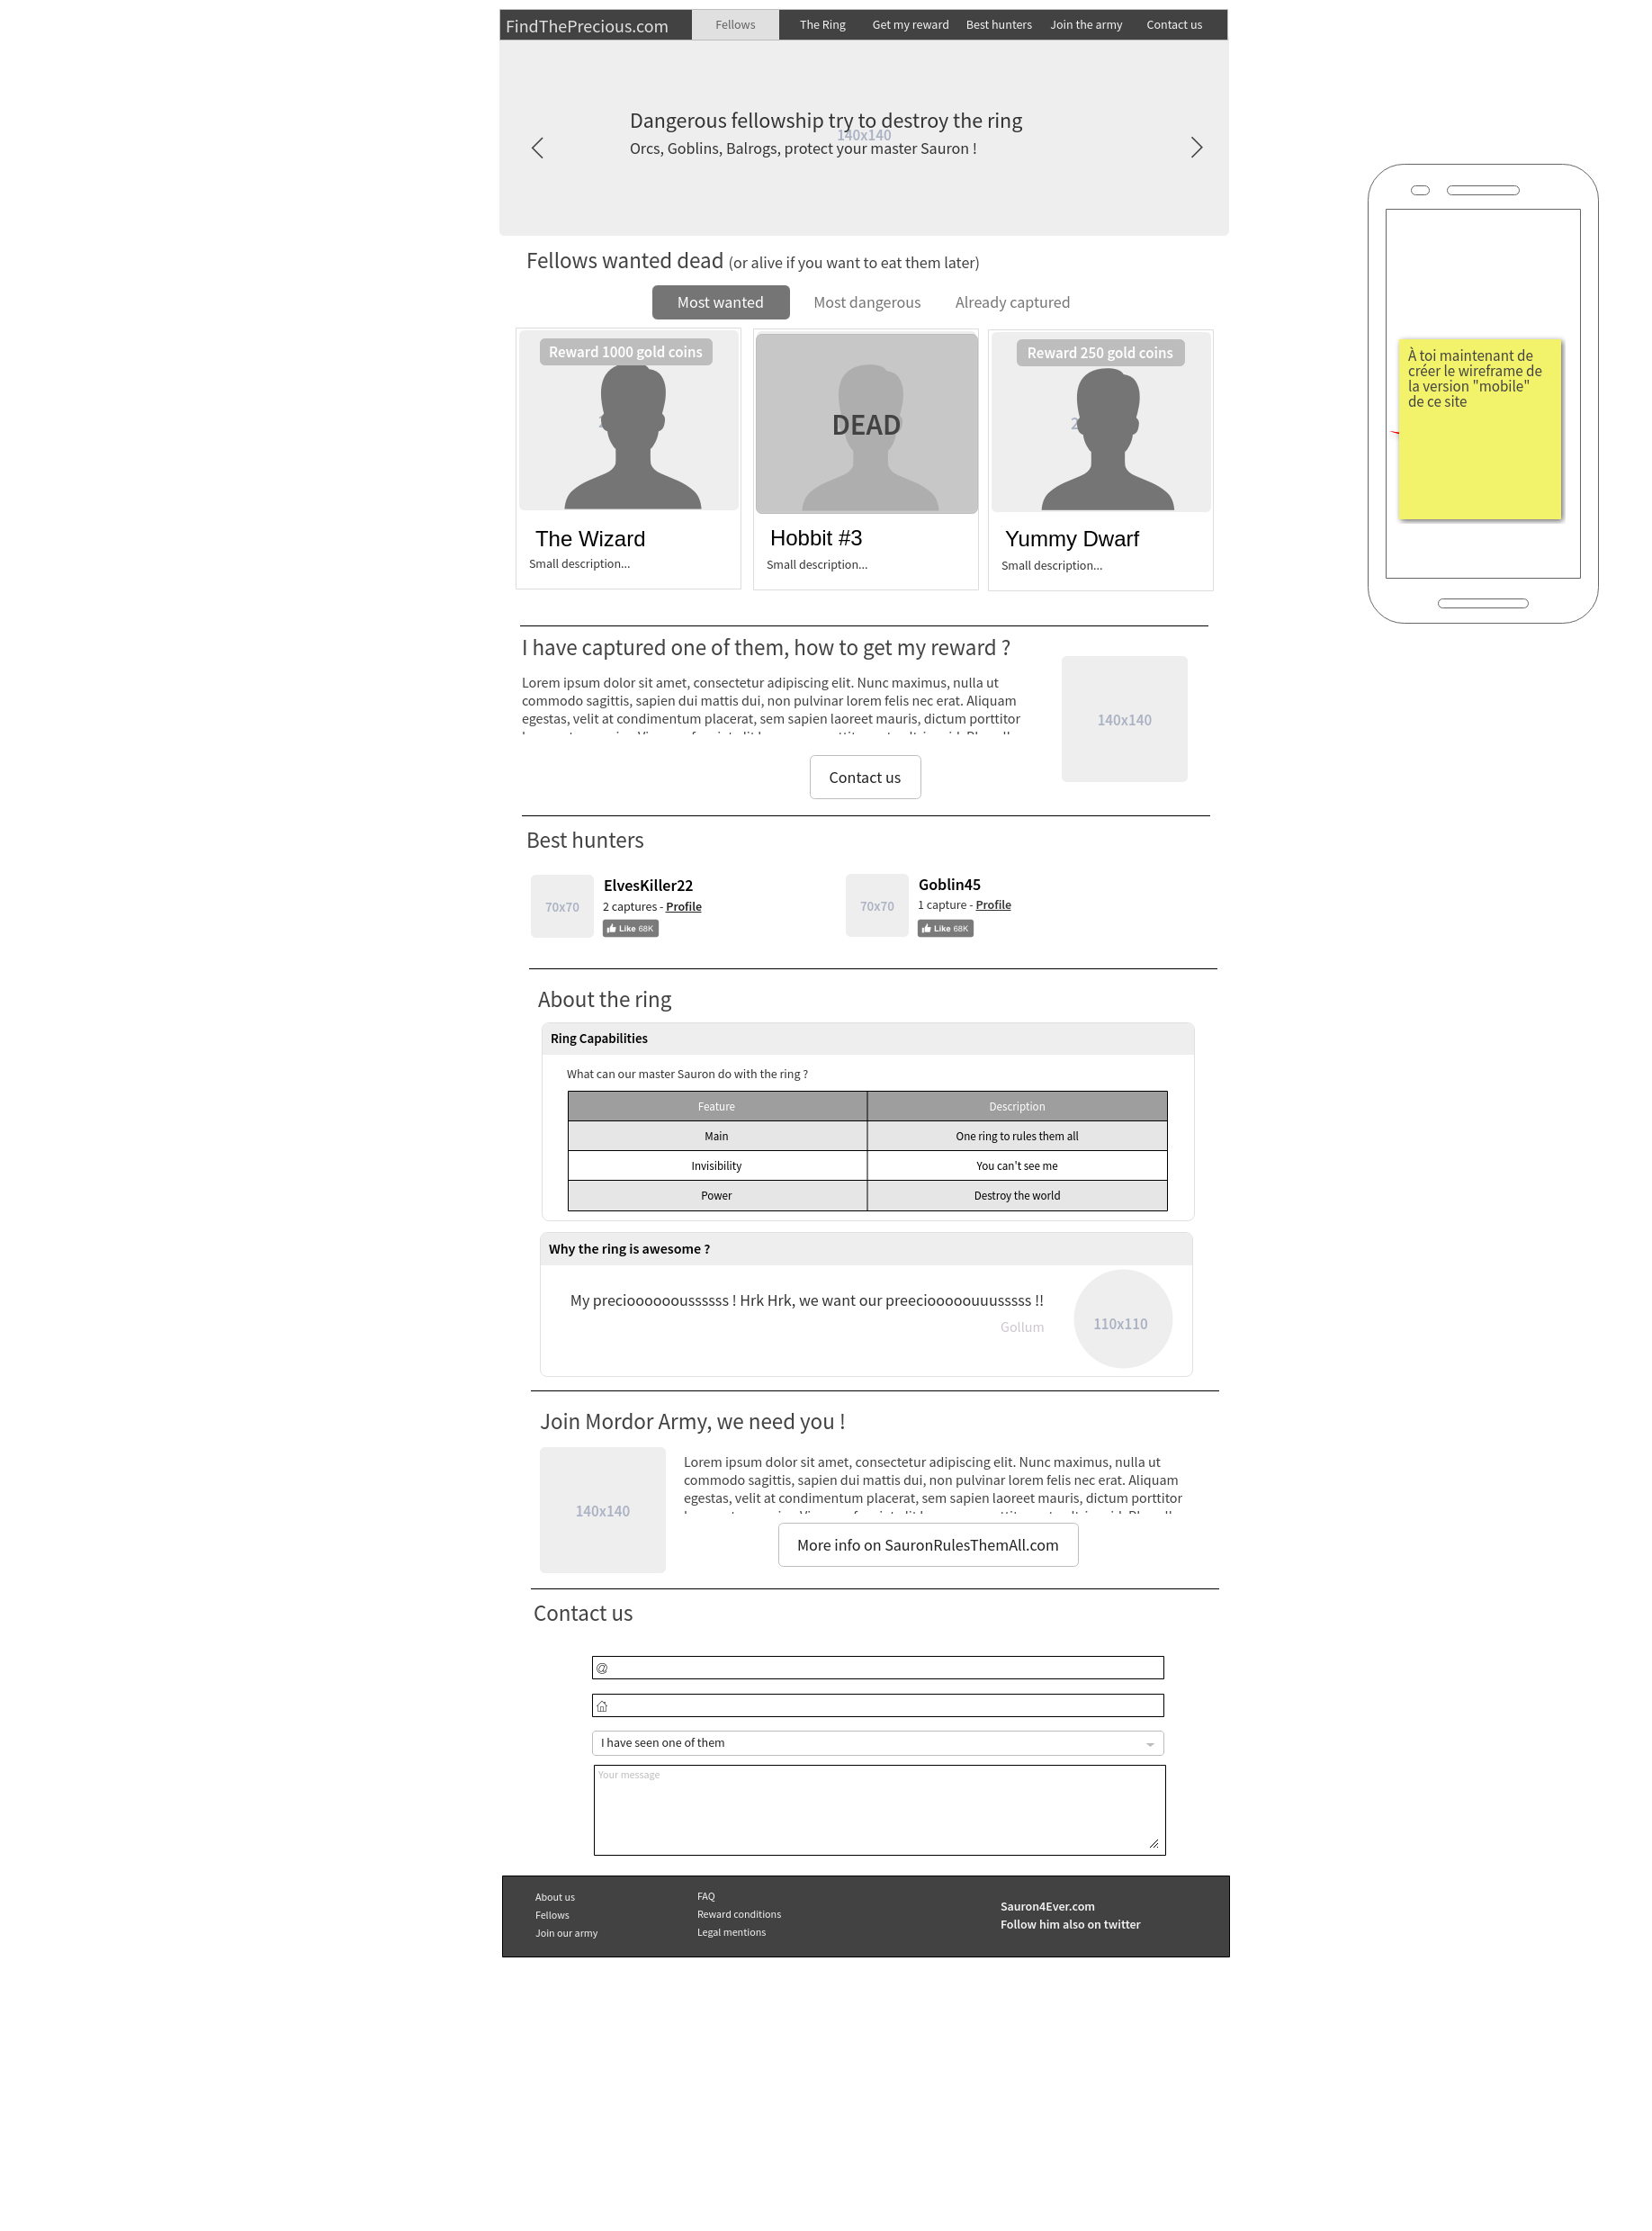 FindThePrecious.com
Fellows
The Ring
Get my reward
Best hunters
Join the army
Contact us
Dangerous fellowship try to destroy the ring
140x140
Orcs, Goblins, Balrogs, protect your master Sauron !
Fellows wanted dead (or alive if you want to eat them later)
Most wanted
Most dangerous
Already captured
Reward 1000 gold coins
The Wizard
Small description...
DEAD
Hobbit #3
Small description...
Reward 250 gold coins
Yummy Dwarf
Small description...
I have captured one of them, how to get my reward ?
Lorem ipsum dolor sit amet, consectetur adipiscing elit. Nunc maximus, nulla ut
commodo sagittis, sapien dui mattis dui, non pulvinar lorem felis nec erat. Aliquam
egestas, velit at condimentum placerat, sem sapien laoreet mauris, dictum porttitor
140x140
Contact us
Best hunters
70x70
ElvesKiller22
2 captures - Profile
Like 68K
70x70
Goblin45
1 capture - Profile
Like 68K
About the ring
Ring Capabilities
What can our master Sauron do with the ring ?
Feature
Description
Main
One ring to rules them all
Invisibility
You can't see me
Power
Destroy the world
Why the ring is awesome ?
My preciooooooussssss ! Hrk Hrk, we want our preeciooooouuusssss !!
Gollum
110x110
Join Mordor Army, we need you !
140x140
Lorem ipsum dolor sit amet, consectetur adipiscing elit. Nunc maximus, nulla ut
commodo sagittis, sapien dui mattis dui, non pulvinar lorem felis nec erat. Aliquam
egestas, velit at condimentum placerat, sem sapien laoreet mauris, dictum porttitor
More info on SauronRulesThemAll.com
Contact us
@
I have seen one of them
Your message
About us
Fellows
Join our army
FAQ
Reward conditions
Legal mentions
Sauron4Ever.com
Follow him also on twitter
À toi maintenant de
créer le wireframe de
la version "mobile"
de ce site